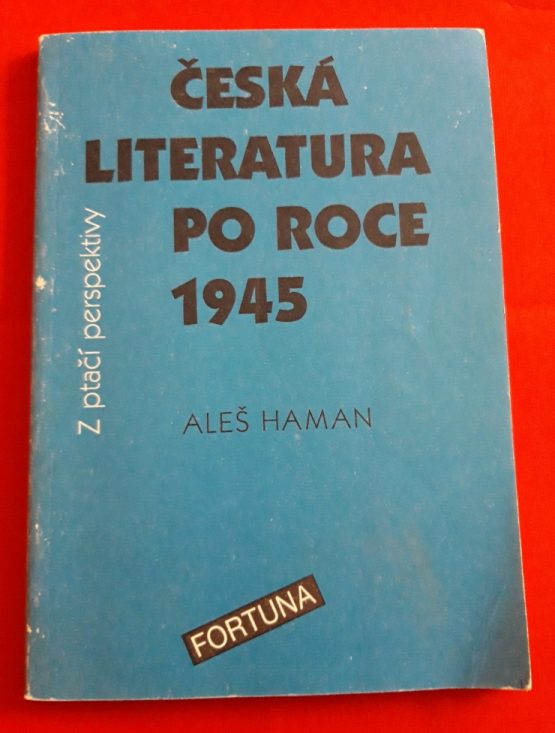 ČESKÁ
LITERATURA
PO ROCE
1945
Z ptačí perspektivy
ALEŠ HAMAN
FORTUNA